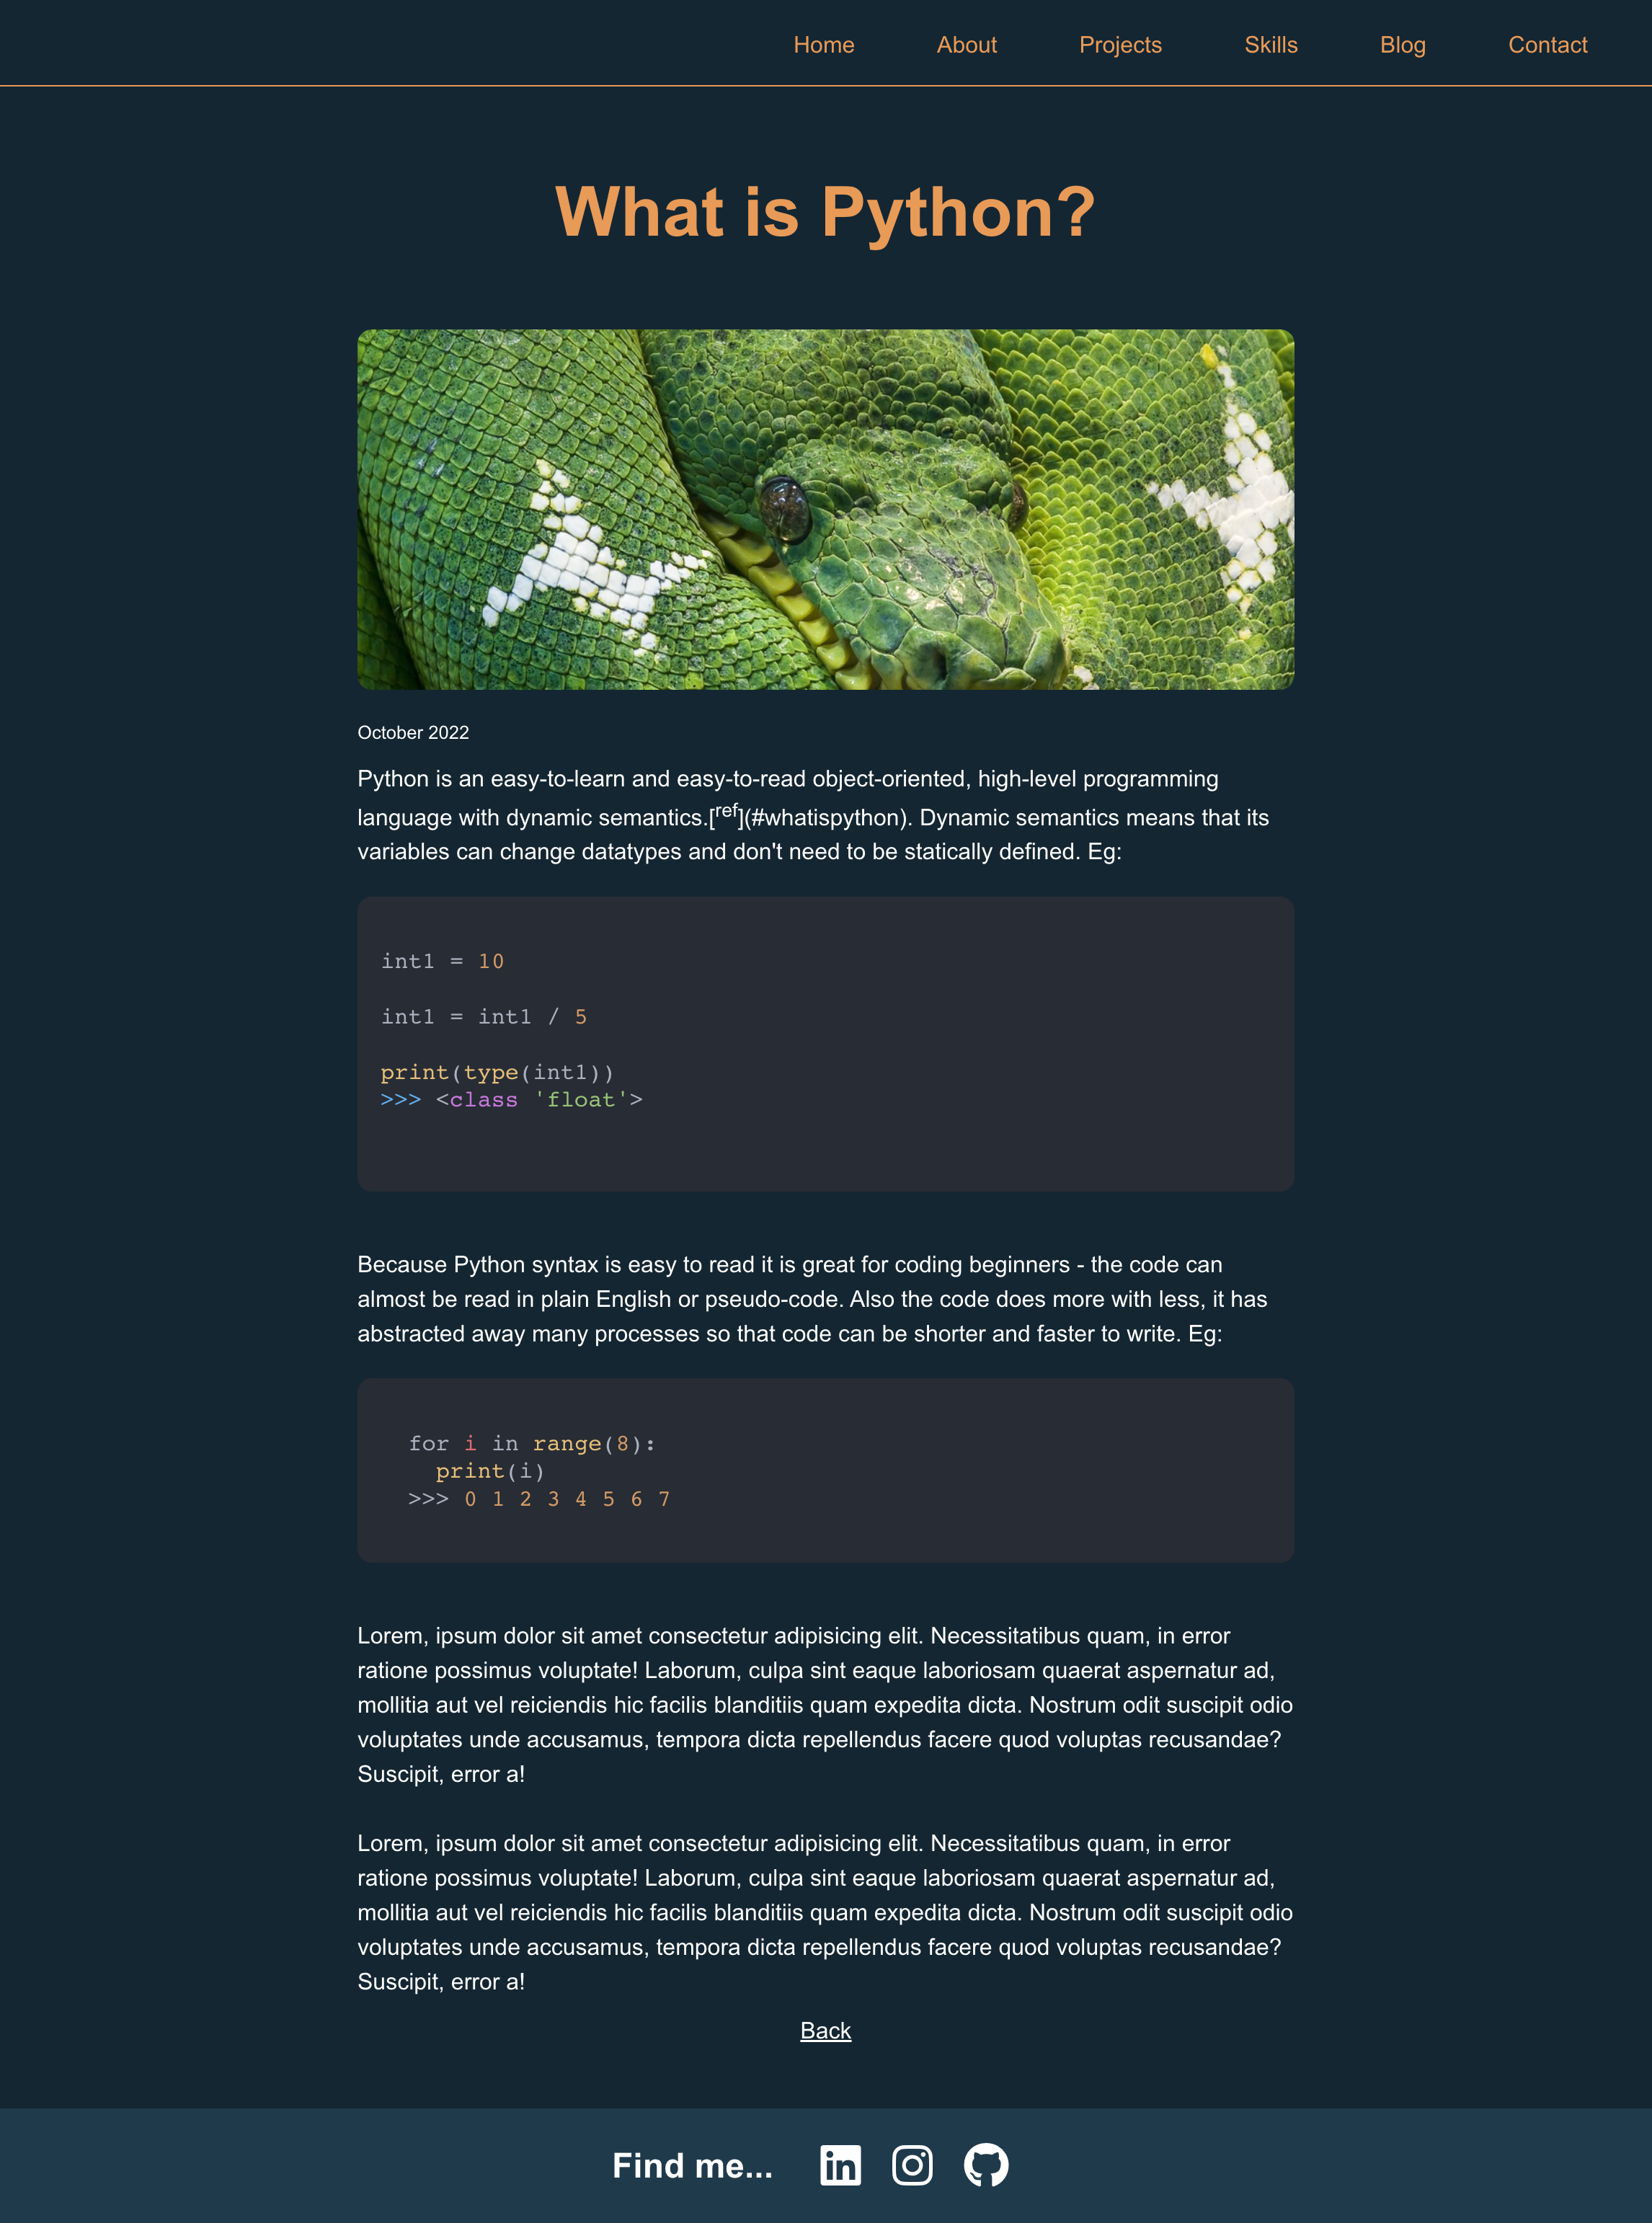 Home About Projects Skills Blog Contact
What is Python?
October 2022
Python is an easy-to-learn and easy-to-read object-oriented, high-level programming
language with dynamic semantics.[ref](#whatispython). Dynamic semantics means that its
variables can change datatypes and don't need to be statically defined. Eg:
int1 = 10
int1 = int1 / 5
print(type(int1))
>>> <class 'float'>
Because Python syntax is easy to read it is great for coding beginners - the code can
almost be read in plain English or pseudo-code. Also the code does more with less, it has
abstracted away many processes so that code can be shorter and faster to write. Eg:
for i in range(8):
  print(i)
>>> 0 1 2 3 4 5 6 7
Lorem, ipsum dolor sit amet consectetur adipisicing elit. Necessitatibus quam, in error
ratione possimus voluptate! Laborum, culpa sint eaque laboriosam quaerat aspernatur ad,
mollitia aut vel reiciendis hic facilis blanditiis quam expedita dicta. Nostrum odit suscipit odio
voluptates unde accusamus, tempora dicta repellendus facere quod voluptas recusandae?
Suscipit, error a!
Lorem, ipsum dolor sit amet consectetur adipisicing elit. Necessitatibus quam, in error
ratione possimus voluptate! Laborum, culpa sint eaque laboriosam quaerat aspernatur ad,
mollitia aut vel reiciendis hic facilis blanditiis quam expedita dicta. Nostrum odit suscipit odio
voluptates unde accusamus, tempora dicta repellendus facere quod voluptas recusandae?
Suscipit, error a!
Back
Find me...